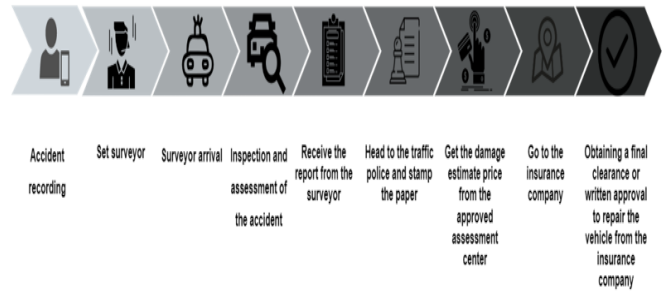 Accident
recording
Set surveyor
Surveyor arrival
Inspection and
assessment of
the accident
Receive the
report from the
surveyor
Head to the traffic
police and stamp
the paper
Get the damage
estimate price
from the
approved
assessment
center
Go to the
insurance
company
Obtaining a final
clearance or
written approval
to repair the
vehicle from the
insurance
company